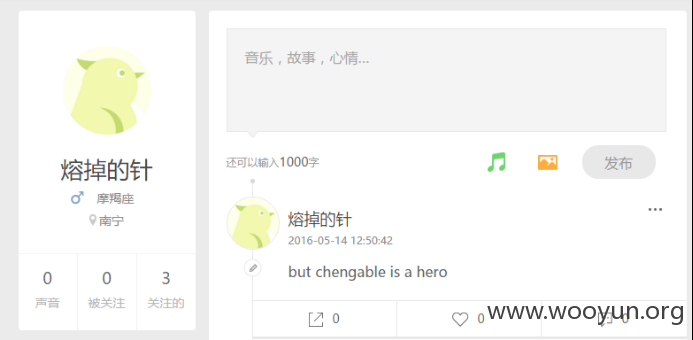 熔掉的针
摩羯座
南宁
0 0 3
声音 被关注 关注的
音乐，故事，心情...
还可以输入1000字
发布
熔掉的针
2016-05-14 12:50:42
but chengable is a hero
0 0 0
www.wooyun.org